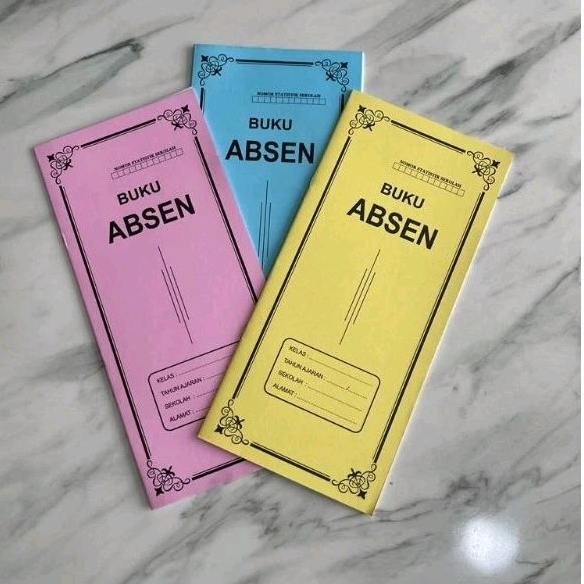 NOMOR STATISTIK SEKOLAH
BUKU
ABSEN
KELAS :
TAHUN AJARAN :
SEKOLAH :
ALAMAT :
NOMOR STATISTIK SEKOLAH
BUKU
ABSEN
NOMOR STATISTIK SEKOLAH
BUKU
ABSEN
KELAS :
TAHUN AJARAN : /
SEKOLAH :
ALAMAT :